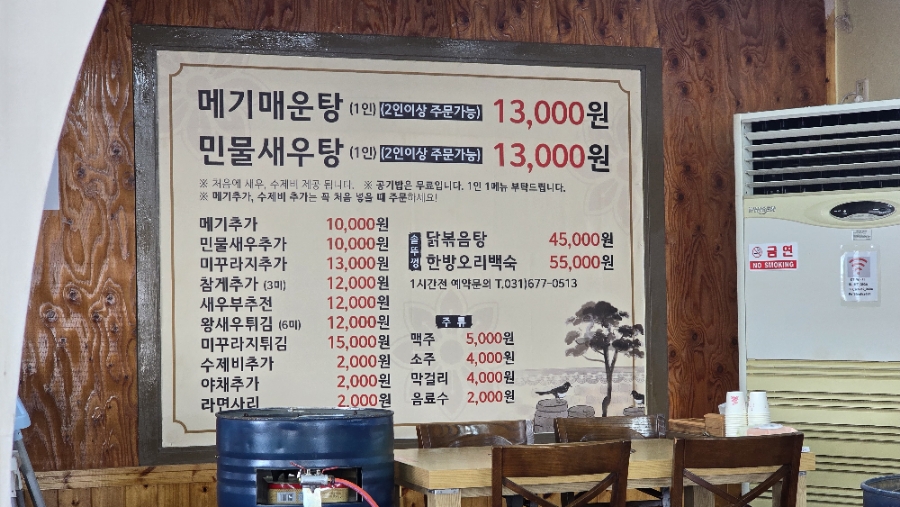 메기매운탕 (1인) (2인이상 주문가능) 13,000원
민물새우탕 (1인) (2인이상 주문가능) 13,000원
※ 처음에 새우, 수제비 제공 됩니다. ※ 공기밥은 무료입니다. 1인 1메뉴 부탁드립니다.
※ 메기추가, 수제비 추가는 꼭 처음 넣을 때 주문하세요!
메기추가 10,000원
민물새우추가 10,000원
미꾸라지추가 13,000원
참게추가 (3미) 12,000원
새우부추전 12,000원
왕새우튀김 (6미) 12,000원
미꾸라지튀김 15,000원
수제비추가 2,000원
야채추가 2,000원
라면사리 2,000원
솥뚜껑
닭볶음탕 45,000원
한방오리백숙 55,000원
1시간전 예약문의 T.031)677-0513
주류
맥주 5,000원
소주 4,000원
막걸리 4,000원
음료수 2,000원
금연
NO SMOKING